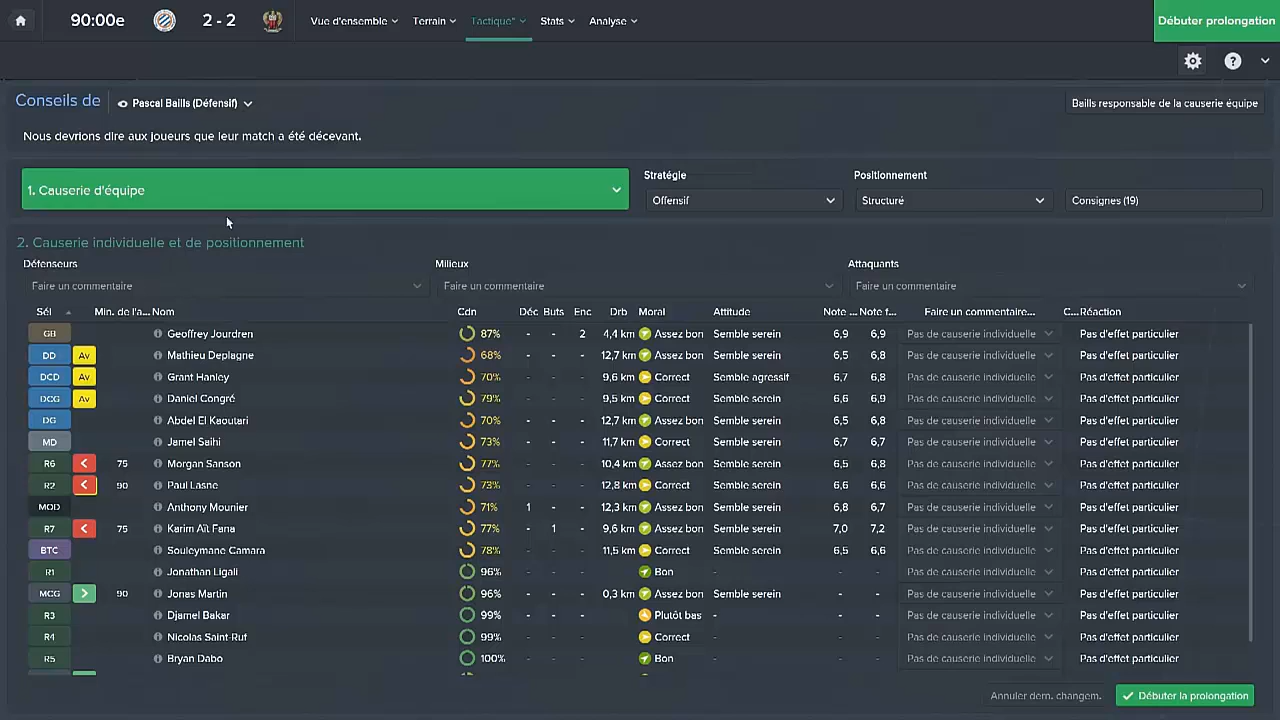 90:00e 2 - 2 Vue d'ensemble Terrain Tactique* Stats Analyse Débuter prolongation
Conseils de Pascal Baills (Défensif) Baills responsable de la causerie équipe
Nous devrions dire aux joueurs que leur match a été décevant.
Stratégie Positionnement
1. Causerie d'équipe Offensif Structuré Consignes (19)
2. Causerie individuelle et de positionnement
Défenseurs Milieux Attaquants
Faire un commentaire Faire un commentaire Faire un commentaire
Sél Min. de l'a... Nom Cdn Déc Buts Enc Drb Moral Attitude Note ... Note f... Faire un commentaire... C... Réaction
GB Geoffrey Jourdren 87% - - 2 4,4 km Assez bon Semble serein 6,9 6,9 Pas de causerie individuelle Pas d'effet particulier
DD Av Mathieu Deplagne 68% - - - 12,7 km Assez bon Semble serein 6,5 6,8 Pas de causerie individuelle Pas d'effet particulier
DCD Av Grant Hanley 70% - - - 9,6 km Correct Semble agressif 6,7 6,8 Pas de causerie individuelle Pas d'effet particulier
DCG Av Daniel Congré 79% - - - 9,5 km Correct Semble serein 6,6 6,9 Pas de causerie individuelle Pas d'effet particulier
DG Abdel El Kaoutari 70% - - - 12,7 km Assez bon Semble serein 6,5 6,8 Pas de causerie individuelle Pas d'effet particulier
MD Jamel Saihi 73% - - - 11,7 km Correct Semble serein 6,7 6,7 Pas de causerie individuelle Pas d'effet particulier
R6 75 Morgan Sanson 77% - - - 10,4 km Assez bon Semble serein 6,5 6,8 Pas de causerie individuelle Pas d'effet particulier
R2 90 Paul Lasne 73% - - - 12,8 km Correct Semble serein 6,6 6,6 Pas de causerie individuelle Pas d'effet particulier
MOD Anthony Mounier 71% 1 - - 12,3 km Assez bon Semble serein 6,8 6,7 Pas de causerie individuelle Pas d'effet particulier
R7 75 Karim Aït Fana 77% - 1 - 9,6 km Assez bon Semble serein 7,0 7,2 Pas de causerie individuelle Pas d'effet particulier
BTC Souleymane Camara 78% - - - 11,5 km Correct Semble serein 6,5 6,6 Pas de causerie individuelle Pas d'effet particulier
R1 Jonathan Ligali 96% - - - Bon - - - Pas de causerie individuelle Pas d'effet particulier
MCG 90 Jonas Martin 96% - - - 0,3 km Assez bon Semble serein - - Pas de causerie individuelle Pas d'effet particulier
R3 Djamel Bakar 99% - - - Plutôt bas - - - Pas de causerie individuelle Pas d'effet particulier
R4 Nicolas Saint-Ruf 99% - - - Correct - - - Pas de causerie individuelle Pas d'effet particulier
R5 Bryan Dabo 100% - - - Bon - - - Pas de causerie individuelle Pas d'effet particulier
Annuler dern. changem. Débuter la prolongation